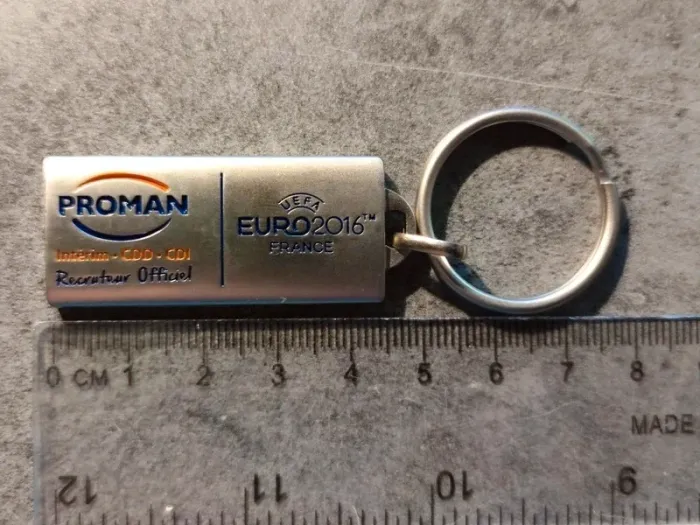 PROMAN
Intérim - CDD - CDI
Recruteur Officiel
UEFA
EURO2016™
FRANCE
0 CM 1 2 3 4 5 6 7 8
MADE
12 11 10 9